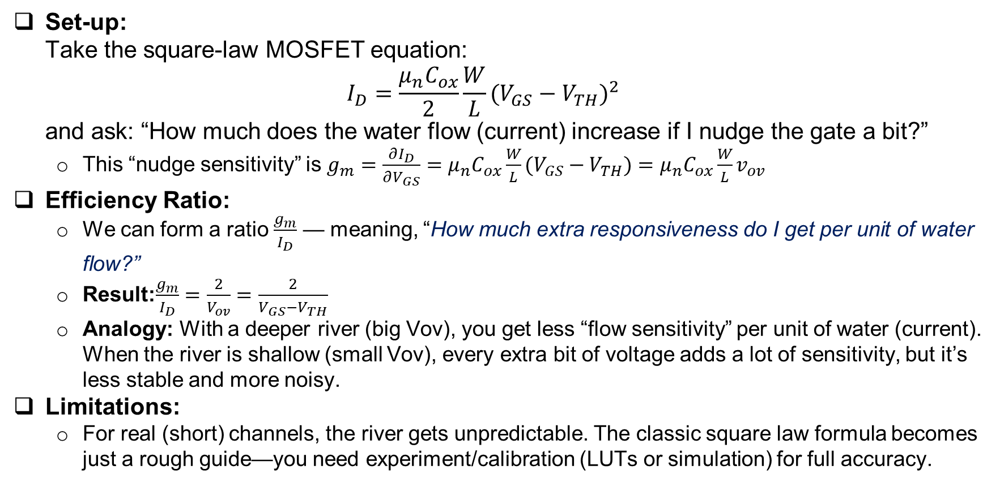 ❑ Set-up:
Take the square-law MOSFET equation:
I_D = \frac{μ_n C_{ox}}{2} \frac{W}{L} (V_{GS} − V_{TH})^2
and ask: “How much does the water flow (current) increase if I nudge the gate a bit?”
o This “nudge sensitivity” is g_m = \frac{∂I_D}{∂V_{GS}} = μ_n C_{ox} \frac{W}{L} (V_{GS} − V_{TH}) = μ_n C_{ox} \frac{W}{L} v_{ov}
❑ Efficiency Ratio:
o We can form a ratio \frac{g_m}{I_D} — meaning, “How much extra responsiveness do I get per unit of water
flow?”
o Result: \frac{g_m}{I_D} = \frac{2}{V_{ov}} = \frac{2}{V_{GS}−V_{TH}}
o Analogy: With a deeper river (big Vov), you get less “flow sensitivity” per unit of water (current).
When the river is shallow (small Vov), every extra bit of voltage adds a lot of sensitivity, but it’s
less stable and more noisy.
❑ Limitations:
o For real (short) channels, the river gets unpredictable. The classic square law formula becomes
just a rough guide—you need experiment/calibration (LUTs or simulation) for full accuracy.